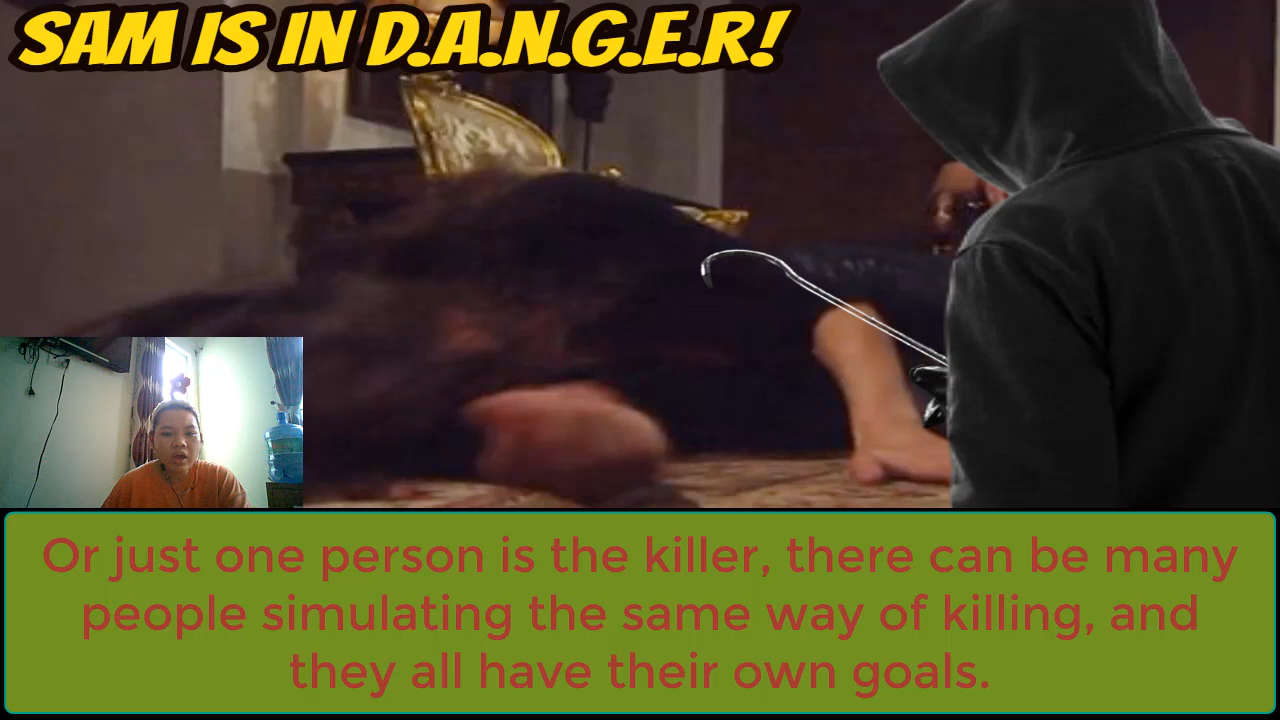 SAM IS IN D.A.N.G.E.R!
Or just one person is the killer, there can be many
people simulating the same way of killing, and
they all have their own goals.